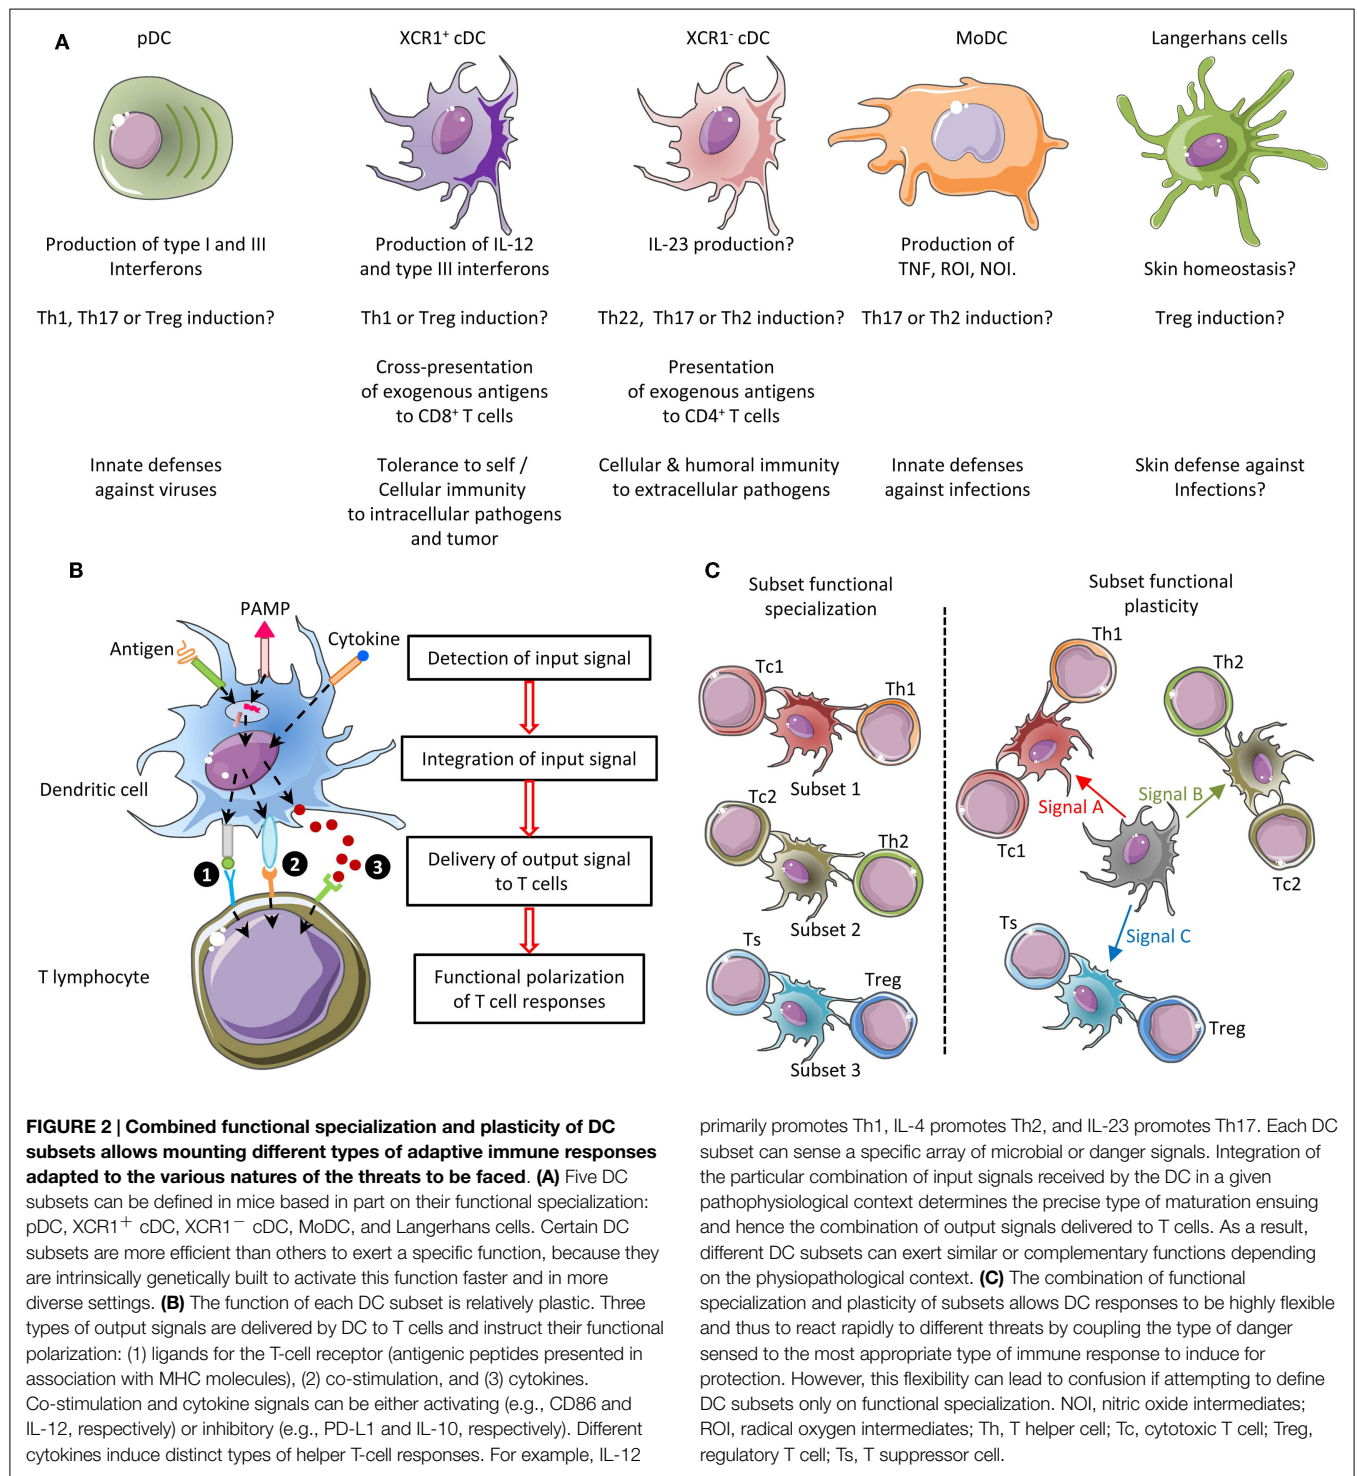 A
pDC
XCR1⁺ cDC
XCR1⁻ cDC
MoDC
Langerhans cells
Production of type I and III
Interferons
Production of IL-12
and type III interferons
IL-23 production?
Production of
TNF, ROI, NOI.
Skin homeostasis?
Th1, Th17 or Treg induction?
Th1 or Treg induction?
Th22, Th17 or Th2 induction?
Th17 or Th2 induction?
Treg induction?
Cross-presentation
of exogenous antigens
to CD8⁺ T cells
Presentation
of exogenous antigens
to CD4⁺ T cells
Innate defenses
against viruses
Tolerance to self /
Cellular immunity
to intracellular pathogens
and tumor
Cellular & humoral immunity
to extracellular pathogens
Innate defenses
against infections
Skin defense against
Infections?
B
PAMP
Antigen
Cytokine
Dendritic cell
1
2
3
T lymphocyte
Detection of input signal
Integration of input signal
Delivery of output signal
to T cells
Functional polarization
of T cell responses
C
Subset functional
specialization
Tc1
Th1
Subset 1
Tc2
Th2
Subset 2
Ts
Treg
Subset 3
Subset functional
plasticity
Th1
Th2
Tc1
Signal A
Signal B
Tc2
Ts
Signal C
Treg
FIGURE 2 | Combined functional specialization and plasticity of DC
subsets allows mounting different types of adaptive immune responses
adapted to the various natures of the threats to be faced. (A) Five DC
subsets can be defined in mice based in part on their functional specialization:
pDC, XCR1⁺ cDC, XCR1⁻ cDC, MoDC, and Langerhans cells. Certain DC
subsets are more efficient than others to exert a specific function, because they
are intrinsically genetically built to activate this function faster and in more
diverse settings. (B) The function of each DC subset is relatively plastic. Three
types of output signals are delivered by DC to T cells and instruct their functional
polarization: (1) ligands for the T-cell receptor (antigenic peptides presented in
association with MHC molecules), (2) co-stimulation, and (3) cytokines.
Co-stimulation and cytokine signals can be either activating (e.g., CD86 and
IL-12, respectively) or inhibitory (e.g., PD-L1 and IL-10, respectively). Different
cytokines induce distinct types of helper T-cell responses. For example, IL-12
primarily promotes Th1, IL-4 promotes Th2, and IL-23 promotes Th17. Each DC
subset can sense a specific array of microbial or danger signals. Integration of
the particular combination of input signals received by the DC in a given
pathophysiological context determines the precise type of maturation ensuing
and hence the combination of output signals delivered to T cells. As a result,
different DC subsets can exert similar or complementary functions depending
on the physiopathological context. (C) The combination of functional
specialization and plasticity of subsets allows DC responses to be highly flexible
and thus to react rapidly to different threats by coupling the type of danger
sensed to the most appropriate type of immune response to induce for
protection. However, this flexibility can lead to confusion if attempting to define
DC subsets only on functional specialization. NOI, nitric oxide intermediates;
ROI, radical oxygen intermediates; Th, T helper cell; Tc, cytotoxic T cell; Treg,
regulatory T cell; Ts, T suppressor cell.